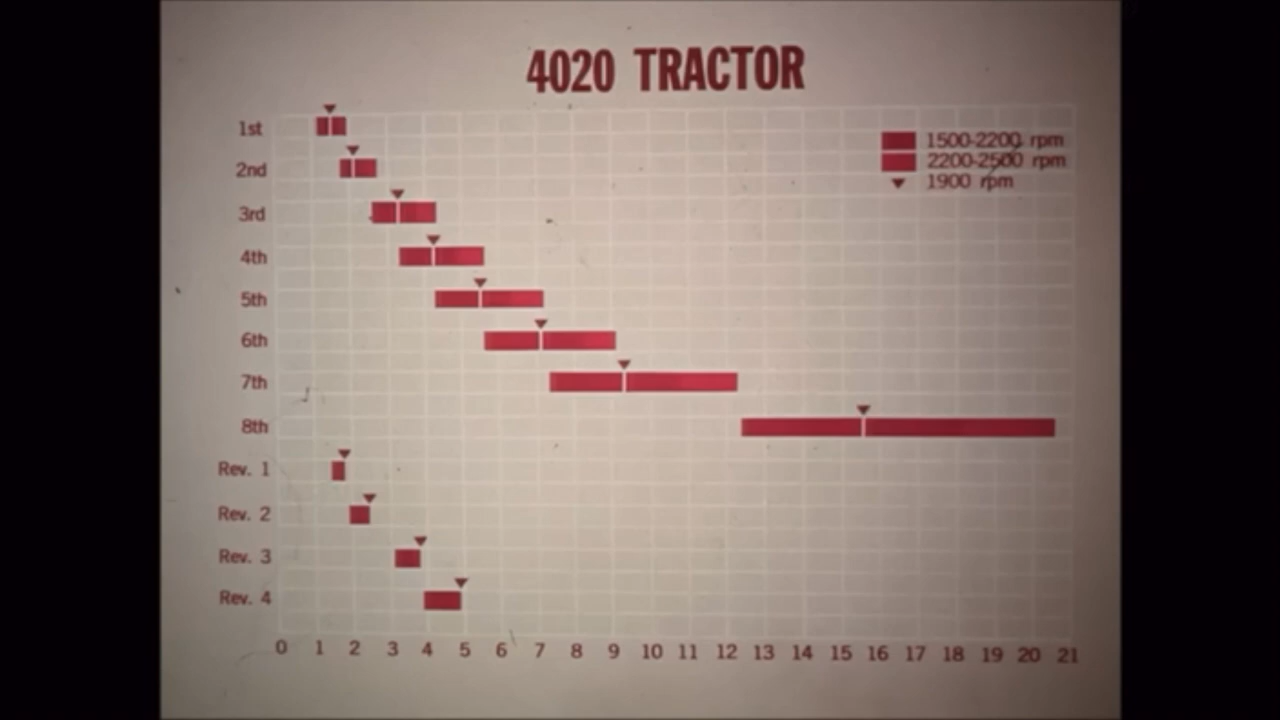 4020 TRACTOR
1st
1500-2200 rpm
2nd
2200-2500 rpm
1900 rpm
3rd
4th
5th
6th
7th
8th
Rev. 1
Rev. 2
Rev. 3
Rev. 4
0 1 2 3 4 5 6 7 8 9 10 11 12 13 14 15 16 17 18 19 20 21